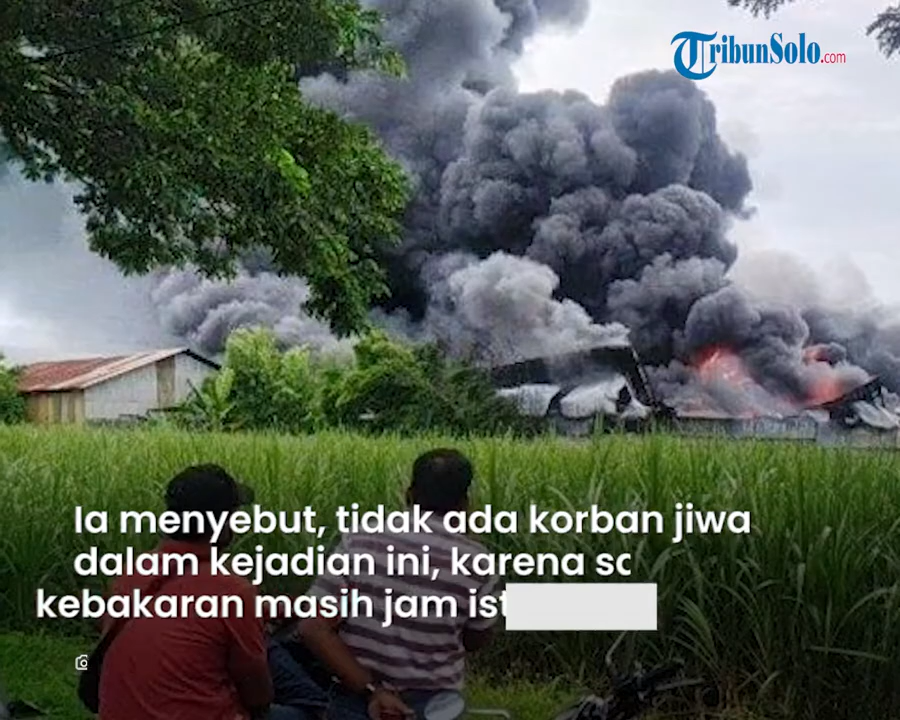 TribunSolo.com
Ia menyebut, tidak ada korban jiwa
dalam kejadian ini, karena
kebakaran masih jam